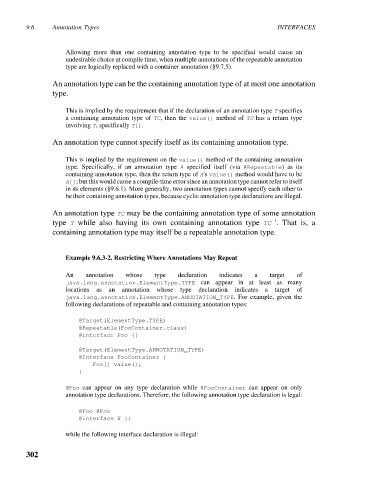 9.6 Annotation Types INTERFACES
Allowing more than one containing annotation type to be specified would cause an
undesirable choice at compile time, when multiple annotations of the repeatable annotation
type are logically replaced with a container annotation (§9.7.5).
An annotation type can be the containing annotation type of at most one annotation
type.
This is implied by the requirement that if the declaration of an annotation type T specifies
a containing annotation type of TC, then the value() method of TC has a return type
involving T, specifically T[].
An annotation type cannot specify itself as its containing annotation type.
This is implied by the requirement on the value() method of the containing annotation
type. Specifically, if an annotation type A specified itself (via @Repeatable) as its
containing annotation type, then the return type of A's value() method would have to be
A[]; but this would cause a compile-time error since an annotation type cannot refer to itself
in its elements (§9.6.1). More generally, two annotation types cannot specify each other to
be their containing annotation types, because cyclic annotation type declarations are illegal.
An annotation type TC may be the containing annotation type of some annotation
type T while also having its own containing annotation type TC '. That is, a
containing annotation type may itself be a repeatable annotation type.
Example 9.6.3-2. Restricting Where Annotations May Repeat
An annotation whose type declaration indicates a target of
java.lang.annotation.ElementType.TYPE can appear in at least as many
locations as an annotation whose type declaration indicates a target of
java.lang.annotation.ElementType.ANNOTATION_TYPE. For example, given the
following declarations of repeatable and containing annotation types:
@Target(ElementType.TYPE)
@Repeatable(FooContainer.class)
@interface Foo {}
@Target(ElementType.ANNOTATION_TYPE)
@Interface FooContainer {
Foo[] value();
}
@Foo can appear on any type declaration while @FooContainer can appear on only
annotation type declarations. Therefore, the following annotation type declaration is legal:
@Foo @Foo
@interface X {}
while the following interface declaration is illegal:
302